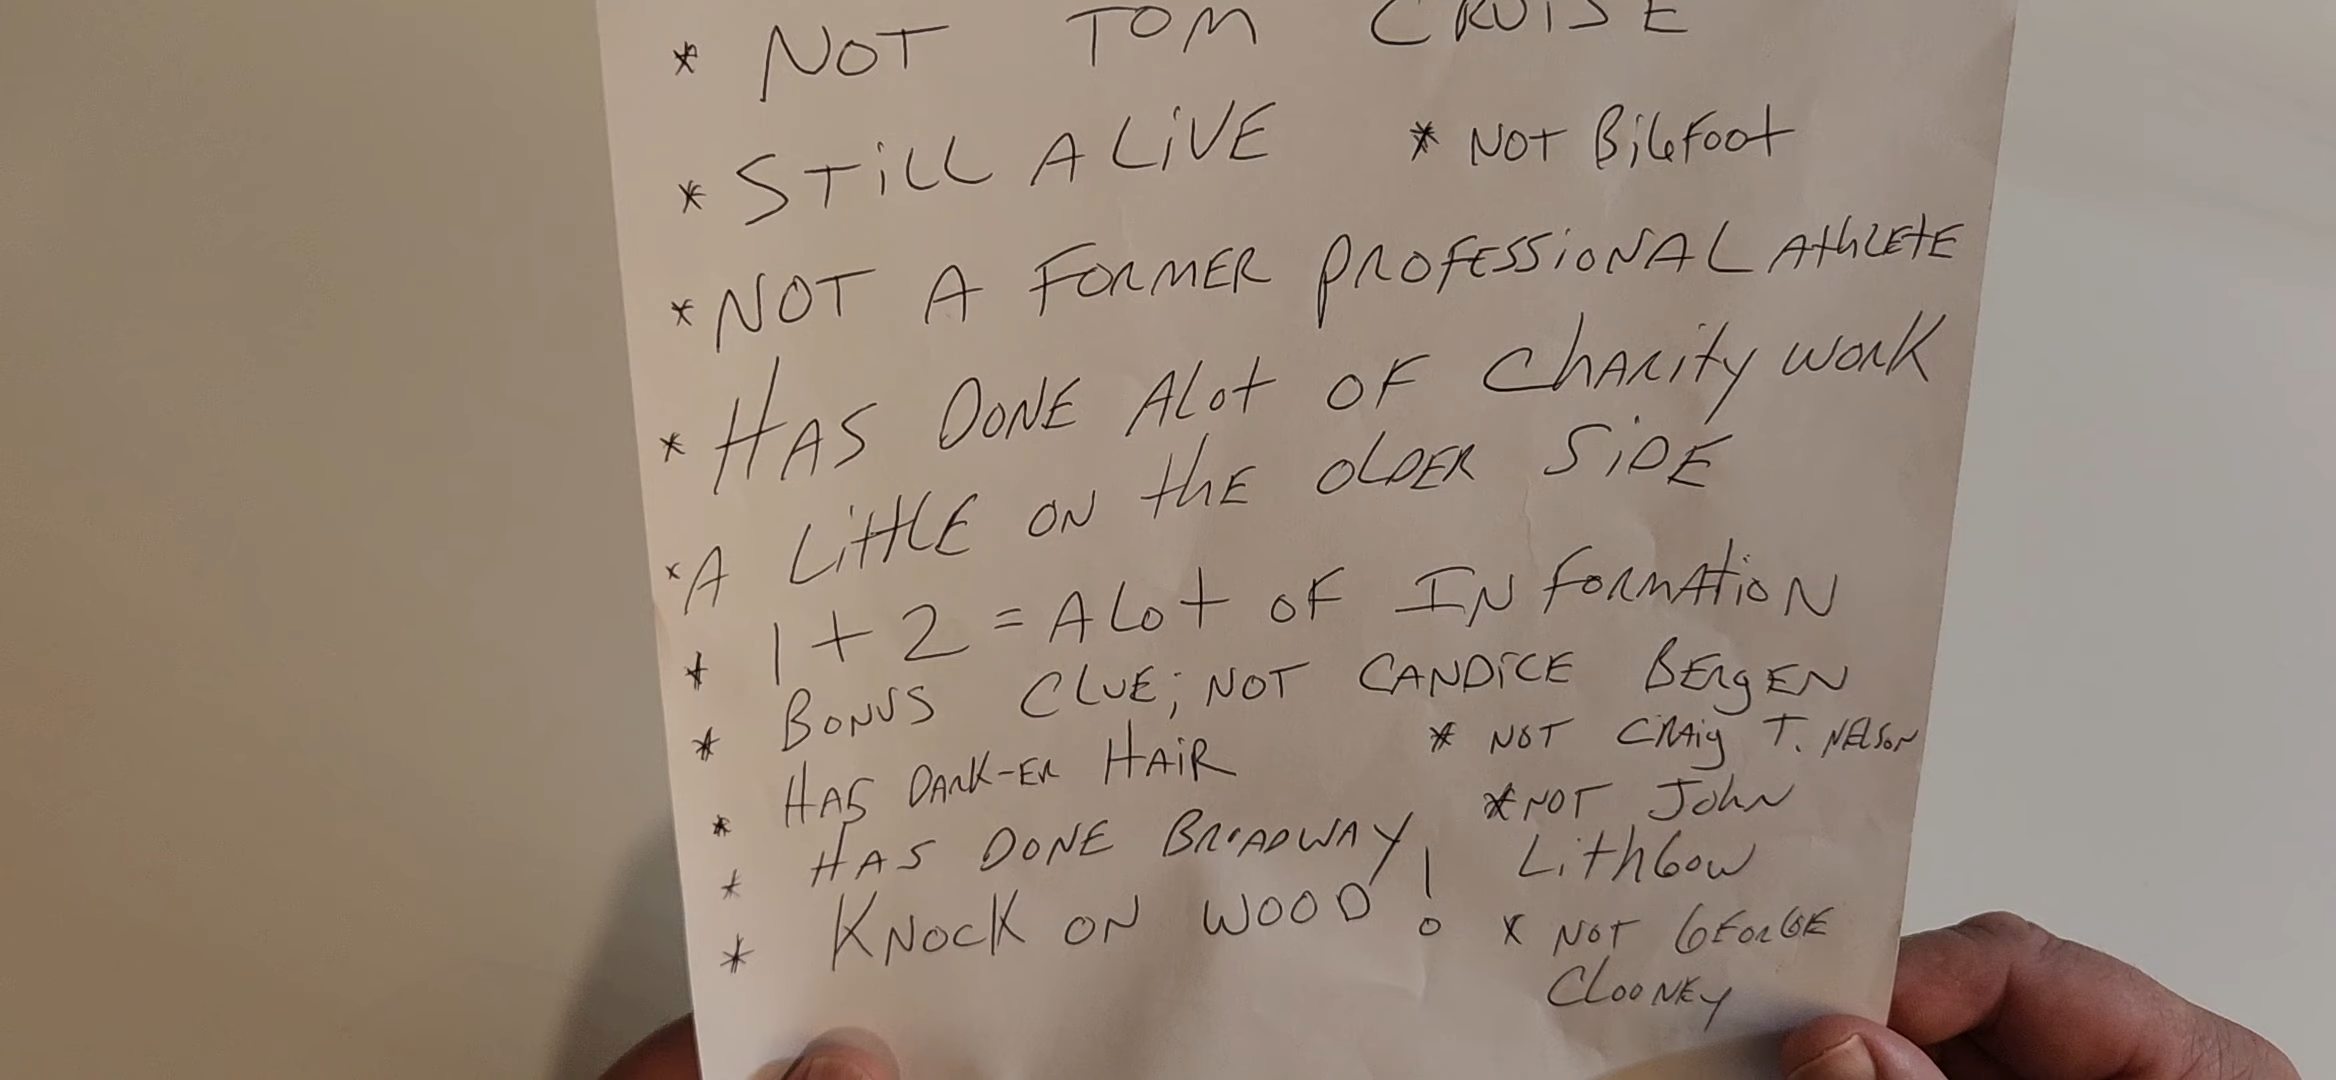 * NOT TOM CRUISE
* STiLL ALiVE * NOT BiGFOOt
* NOT A FORMER PROFESSiONAL AthLEtE
* HAS DONE ALot OF ChARity WORK
* A LittLE ON thE OLDER SiDE
* 1 + 2 = A Lot OF INFORMAtiON
* BONUS CLUE; NOT CANDiCE BERgEN
* HAS DARK-ER HAiR * NOT CRAig T. NELSON
* HAS DONE BROADWAY * NOT JohN LithGOW
* KNOCK ON WOOD! * NOT GEORGE CLOONEY